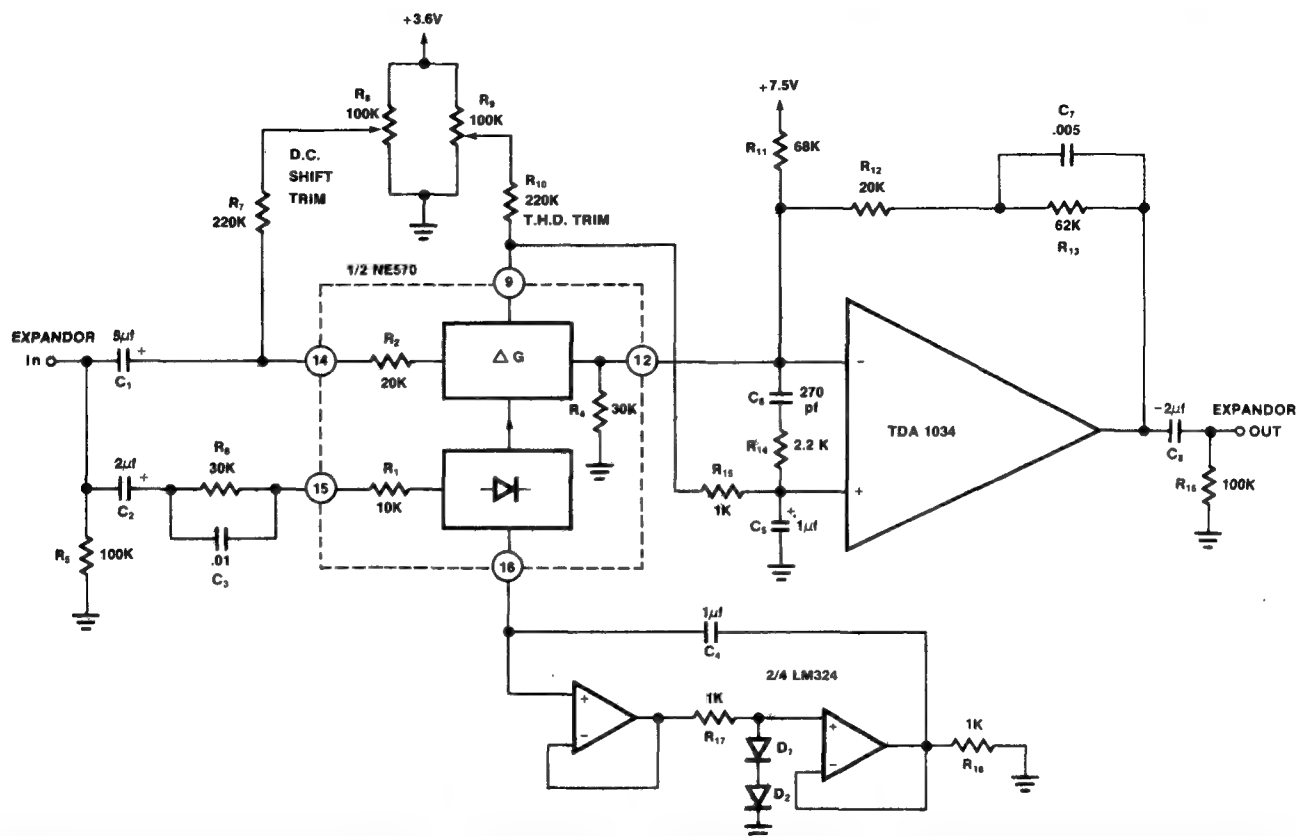 +3.6V
R8
100K
R9
100K
D.C.
SHIFT
TRIM
R7
220K
R10
220K
T.H.D. TRIM
+7.5V
R11
68K
R12
20K
C7
.005
62K
R13
1/2 NE570
9
EXPANDOR
In
5µf
+
C1
14
R2
20K
ΔG
12
R4
30K
C6
270
pf
R14
2.2 K
−
+
TDA 1034
−2µf
C8
EXPANDOR
OUT
R15
100K
2µf
+
C2
R6
30K
.01
C3
15
R1
10K
R15
1K
C5
+
1µf
R5
100K
16
1µf
C4
2/4 LM324
+
−
1K
R17
D1
D2
+
−
1K
R16